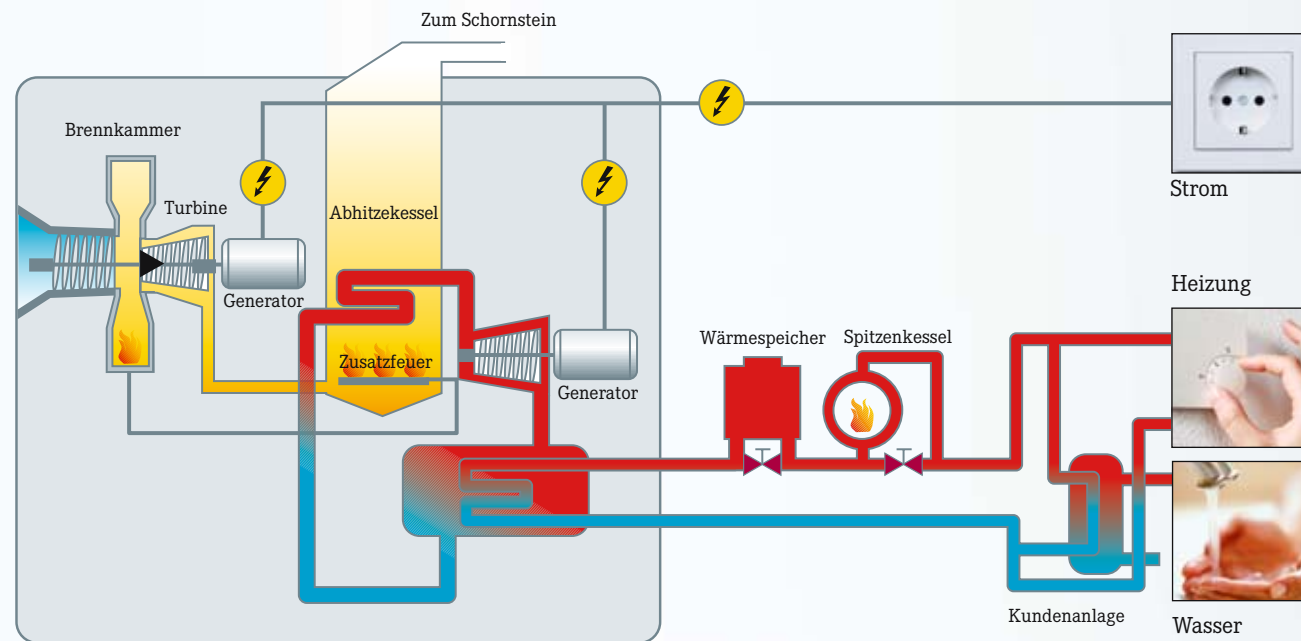 Zum Schornstein
Brennkammer
Turbine
Abhitzekessel
Strom
Generator
Heizung
Wärmespeicher
Spitzenkessel
Zusatzfeuer
Generator
Kundenanlage
Wasser